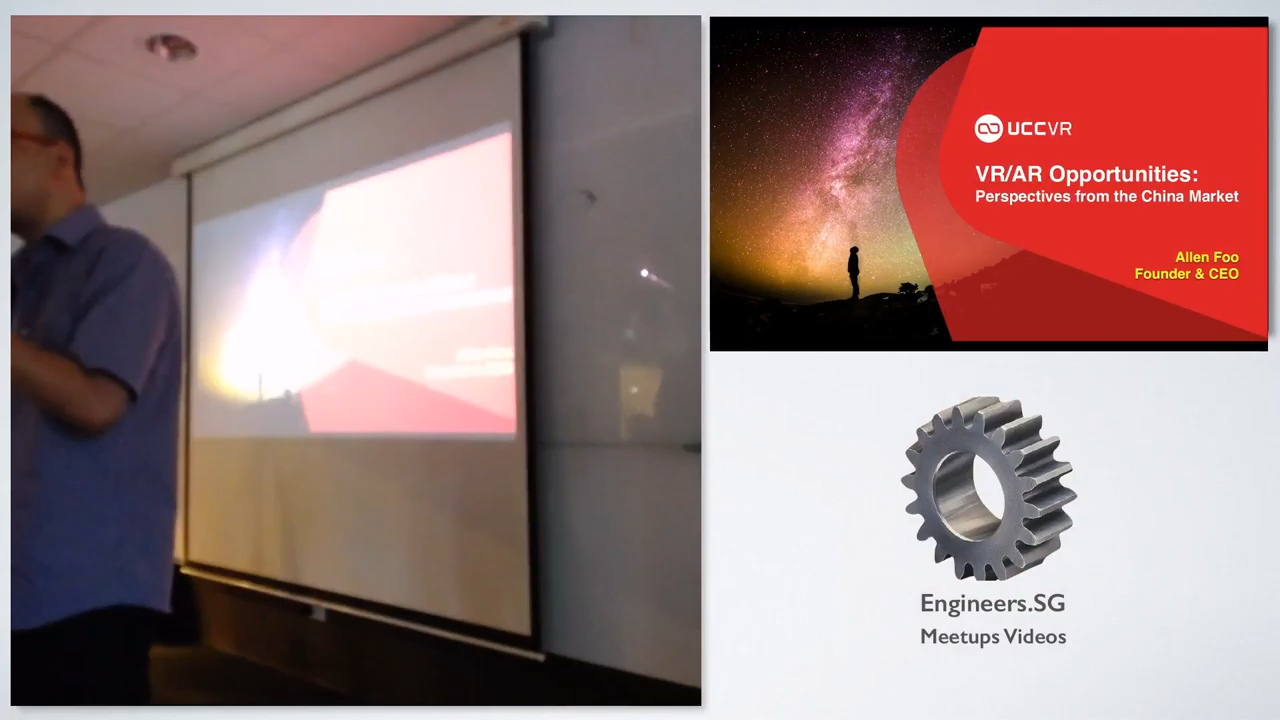 UCCVR
VR/AR Opportunities:
Perspectives from the China Market
Allen Foo
Founder & CEO
Engineers.SG
Meetups Videos